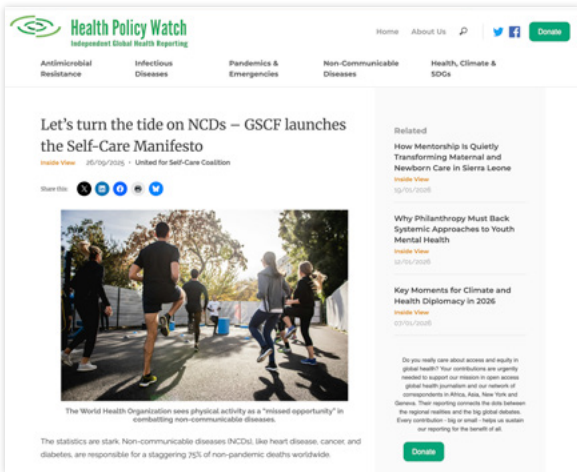 Health Policy Watch
Independent Global Health Reporting
Home About Us Donate
Antimicrobial
Resistance
Infectious
Diseases
Pandemics &
Emergencies
Non-Communicable
Diseases
Health, Climate &
SDGs
Let's turn the tide on NCDs – GSCF launches
the Self-Care Manifesto
Inside View 26/09/2025 • United for Self-Care Coalition
Share this:
The World Health Organization sees physical activity as a "missed opportunity" in
combatting non-communicable diseases.
The statistics are stark. Non-communicable diseases (NCDs), like heart disease, cancer, and
diabetes, are responsible for a staggering 75% of non-pandemic deaths worldwide.
Related
How Mentorship Is Quietly
Transforming Maternal and
Newborn Care in Sierra Leone
Inside View
19/01/2026
Why Philanthropy Must Back
Systemic Approaches to Youth
Mental Health
Inside View
12/01/2026
Key Moments for Climate and
Health Diplomacy in 2026
Inside View
07/01/2026
Do you really care about access and equity in
global health? Your contributions are urgently
needed to support our mission in open access
global health journalism and our network of
correspondents in Africa, Asia, New York and
Geneva. Their reporting connects the dots between
the regional realities and the big global debates.
Every contribution - big or small - helps us sustain
our reporting for the benefit of all.
Donate